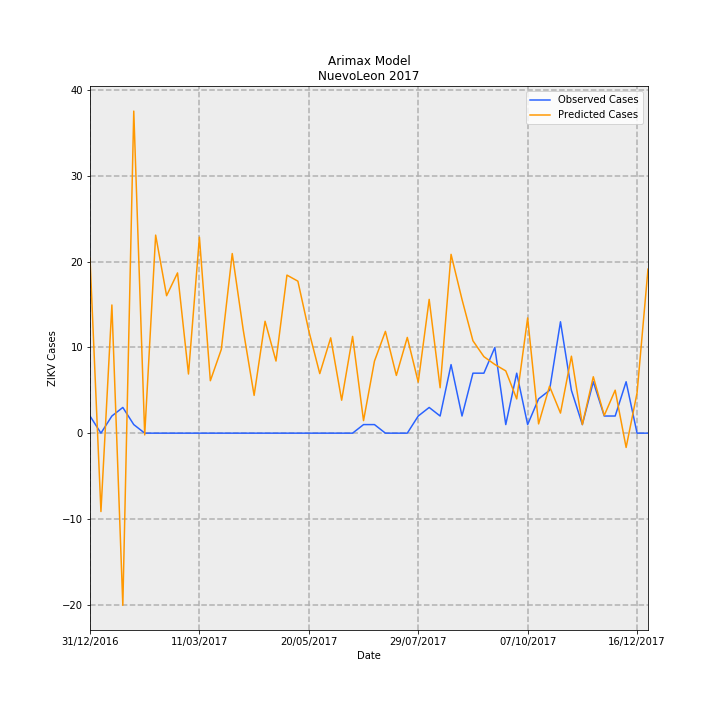 Arimax Model
NuevoLeon 2017
Observed Cases
Predicted Cases
40
30
20
10
0
−10
−20
ZIKV Cases
31/12/2016
11/03/2017
20/05/2017
29/07/2017
07/10/2017
16/12/2017
Date